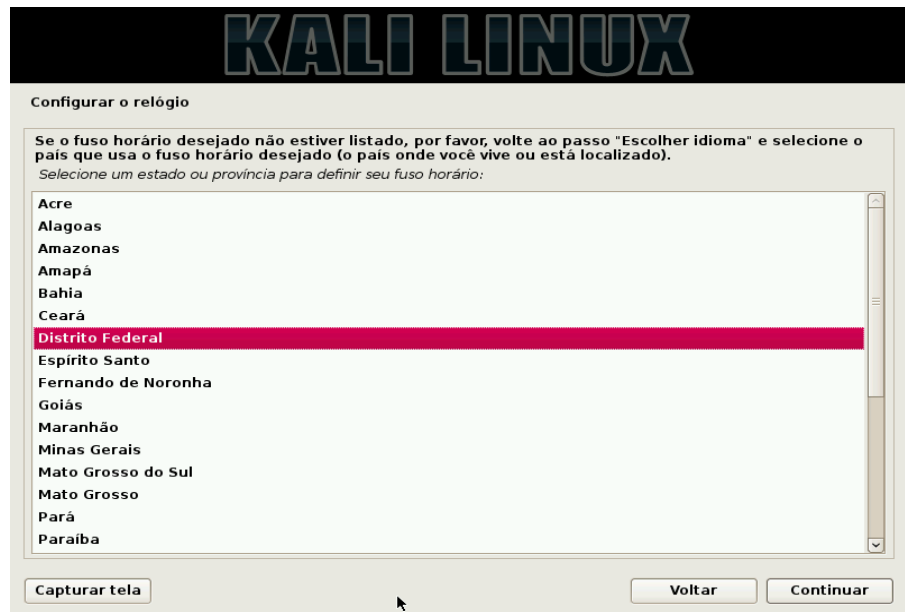 KALI LINUX
Configurar o relógio
Se o fuso horário desejado não estiver listado, por favor, volte ao passo "Escolher idioma" e selecione o
país que usa o fuso horário desejado (o país onde você vive ou está localizado).
Selecione um estado ou província para definir seu fuso horário:
Acre
Alagoas
Amazonas
Amapá
Bahia
Ceará
Distrito Federal
Espírito Santo
Fernando de Noronha
Goiás
Maranhão
Minas Gerais
Mato Grosso do Sul
Mato Grosso
Pará
Paraíba
Capturar tela
Voltar
Continuar